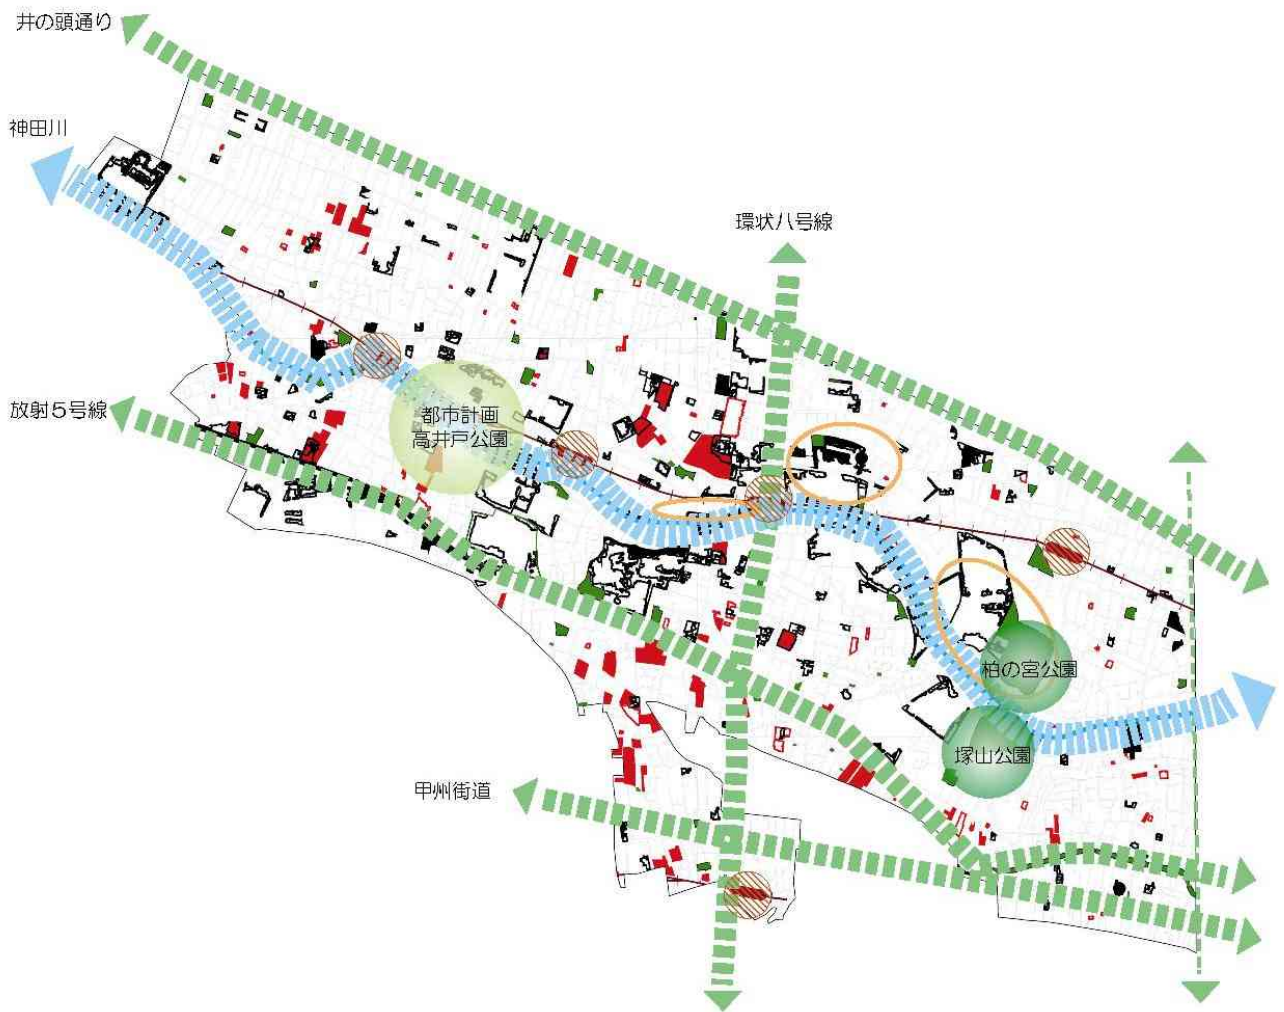 井の頭通り
神田川
環状八号線
放射5号線
都市計画
高井戸公園
柏の宮公園
塚山公園
甲州街道